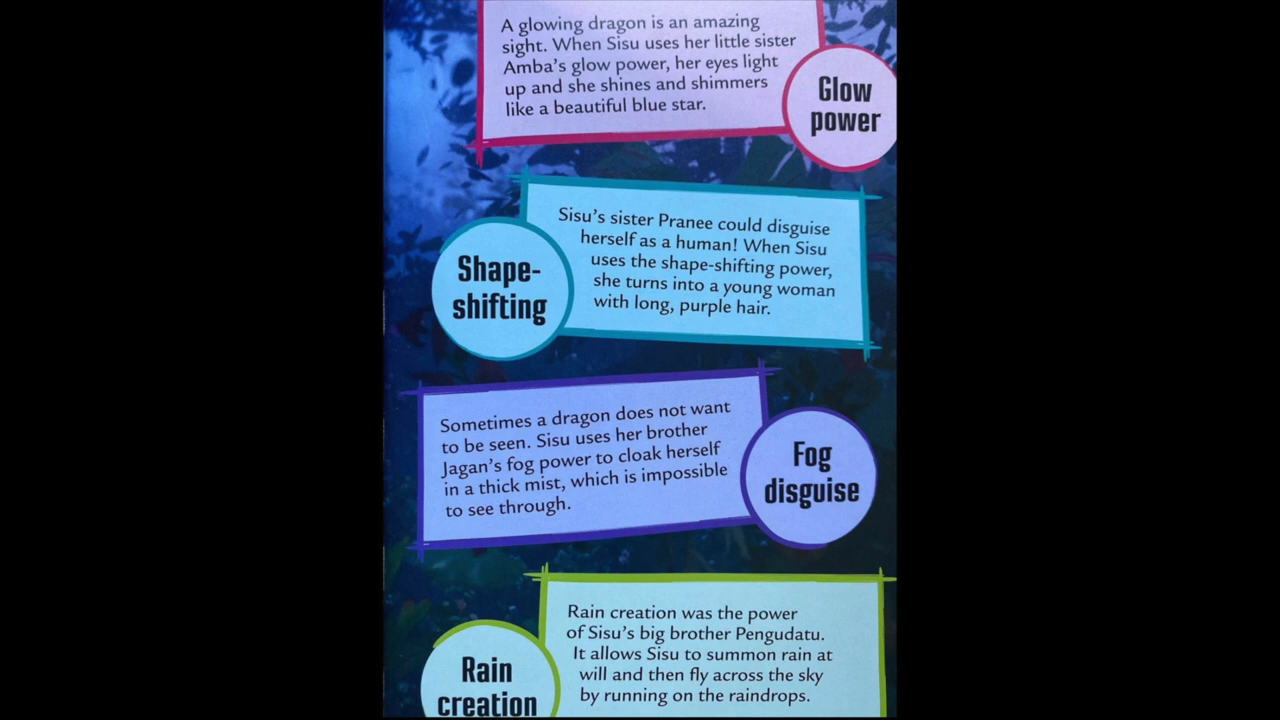 A glowing dragon is an amazing
sight. When Sisu uses her little sister
Amba's glow power, her eyes light
up and she shines and shimmers
like a beautiful blue star.
Glow
power
Shape-
shifting
Sisu's sister Pranee could disguise
herself as a human! When Sisu
uses the shape-shifting power,
she turns into a young woman
with long, purple hair.
Sometimes a dragon does not want
to be seen. Sisu uses her brother
Jagan's fog power to cloak herself
in a thick mist, which is impossible
to see through.
Fog
disguise
Rain
creation
Rain creation was the power
of Sisu's big brother Pengudatu.
It allows Sisu to summon rain at
will and then fly across the sky
by running on the raindrops.